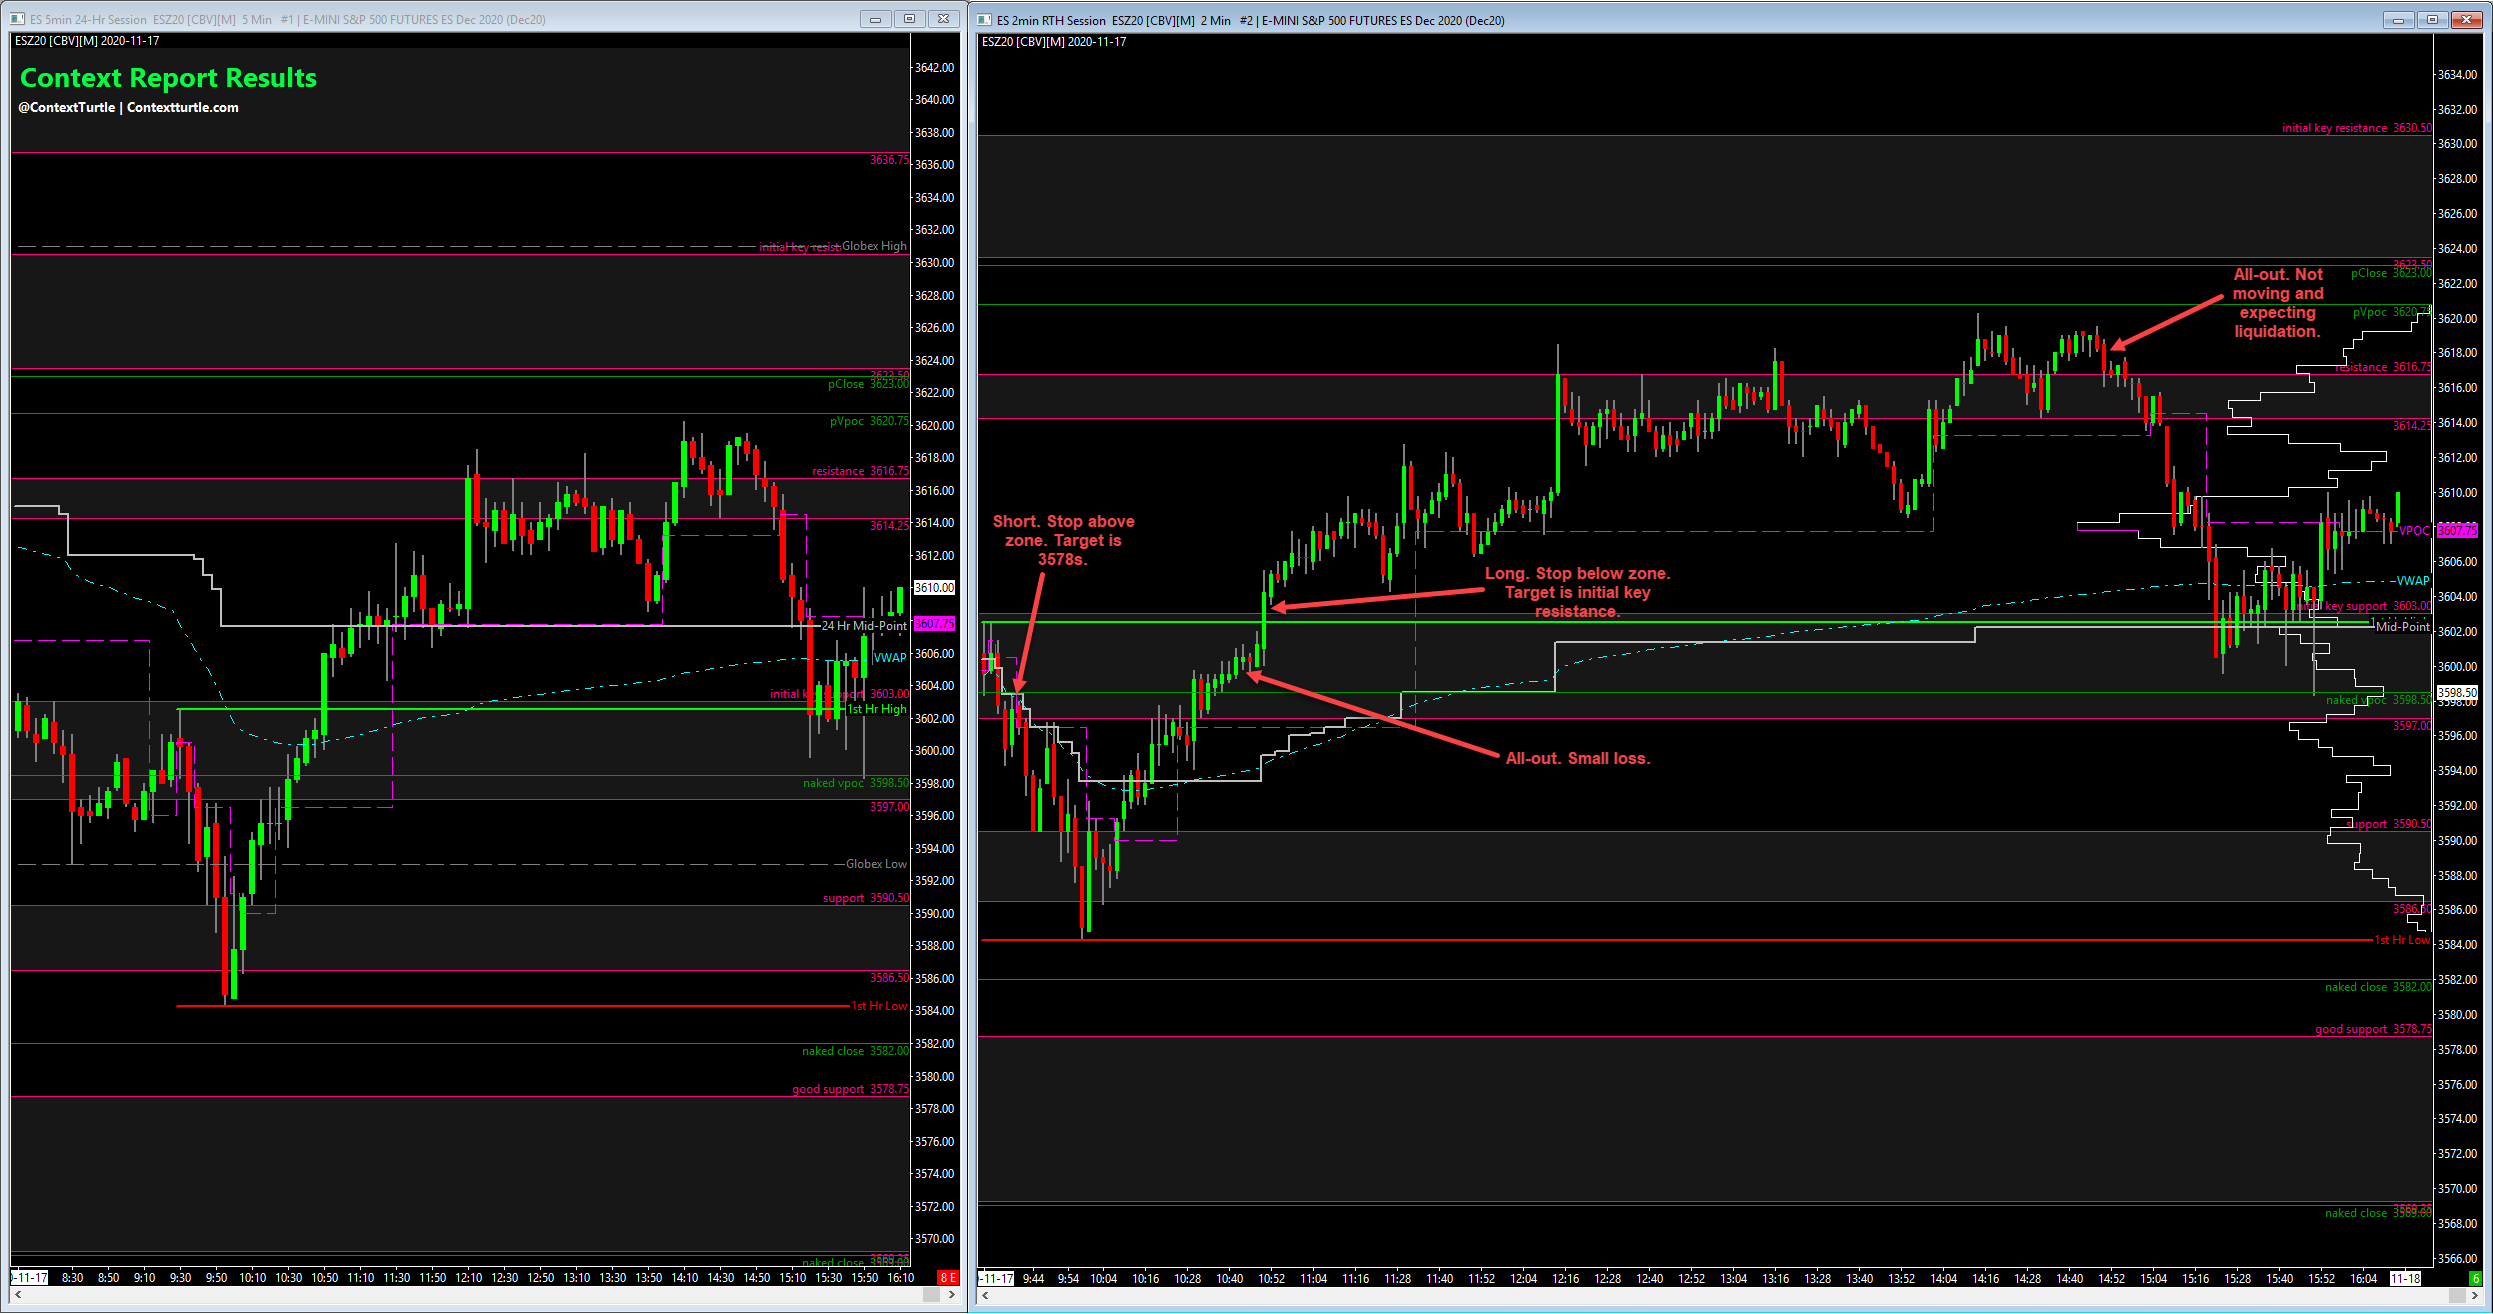 ES 5min 24-Hr Session ESZ20 [CBV][M] 5 Min #1 | E-MINI S&P 500 FUTURES ES Dec 2020 (Dec20)
ESZ20 [CBV][M] 2020-11-17
Context Report Results
@ContextTurtle | Contextturtle.com
3636.75
Globex High
3623.50
pClose 3623.00
pVpoc 3620.75
resistance 3616.75
3614.25
24 Hr Mid-Point
VWAP
3603.00
1st Hr High
naked vpoc 3598.50
3597.00
Globex Low
support 3590.50
3586.50
1st Hr Low
naked close 3582.00
good support 3578.75
naked close
3642.00
3640.00
3638.00
3636.00
3634.00
3632.00
3630.00
3628.00
3626.00
3624.00
3622.00
3620.00
3618.00
3616.00
3614.00
3612.00
3610.00
3607.75
3606.00
3604.00
3602.00
3600.00
3598.00
3596.00
3594.00
3592.00
3590.00
3588.00
3586.00
3584.00
3582.00
3580.00
3578.00
3576.00
3574.00
3572.00
3570.00
-11-17 8:30 8:50 9:10 9:30 9:50 10:10 10:30 10:50 11:10 11:30 11:50 12:10 12:30 12:50 13:10 13:30 13:50 14:10 14:30 14:50 15:10 15:30 15:50 16:10 8 E
ES 2min RTH Session ESZ20 [CBV][M] 2 Min #2 | E-MINI S&P 500 FUTURES ES Dec 2020 (Dec20)
ESZ20 [CBV][M] 2020-11-17
initial key resistance 3630.50
3623.50
pClose 3623.00
All-out. Not
moving and
expecting
liquidation.
pVpoc 3620.75
resistance 3616.75
3614.25
Short. Stop above
zone. Target is
3578s.
VPOC
Long. Stop below zone.
Target is initial key
resistance.
VWAP
initial key support 3603.00
Mid-Point
naked vpoc 3598.50
3597.00
All-out. Small loss.
support 3590.50
3586.50
1st Hr Low
naked close 3582.00
good support 3578.75
naked close
3634.00
3632.00
3630.00
3628.00
3626.00
3624.00
3622.00
3620.00
3618.00
3616.00
3614.00
3612.00
3610.00
3607.75
3606.00
3604.00
3602.00
3600.00
3598.50
3598.00
3596.00
3594.00
3592.00
3590.00
3588.00
3586.00
3584.00
3582.00
3580.00
3578.00
3576.00
3574.00
3572.00
3570.00
3568.00
3566.00
-11-17 9:44 9:54 10:04 10:16 10:28 10:40 10:52 11:04 11:16 11:28 11:40 11:52 12:04 12:16 12:28 12:40 12:52 13:04 13:16 13:28 13:40 13:52 14:04 14:16 14:28 14:40 14:52 15:04 15:16 15:28 15:40 15:52 16:04 11-18 6